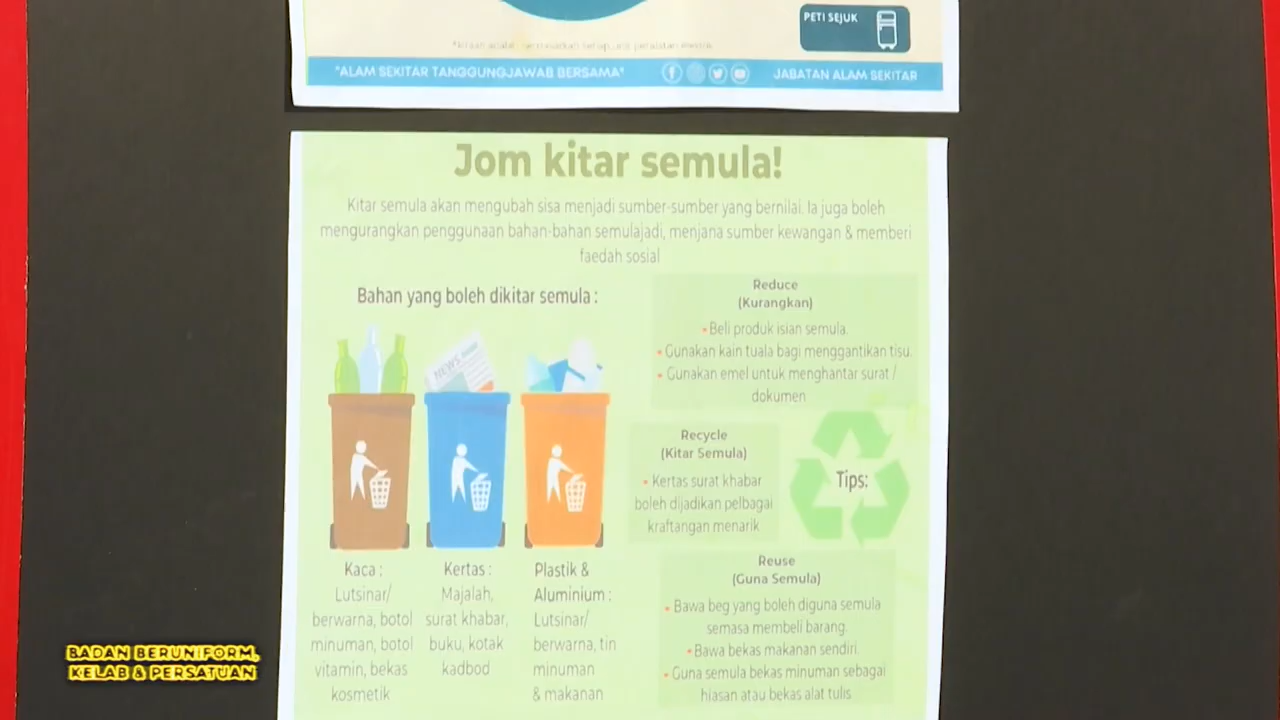 PETI SEJUK
"ALAM SEKITAR TANGGUNGJAWAB BERSAMA"
JABATAN ALAM SEKITAR
Jom kitar semula!
Kitar semula akan mengubah sisa menjadi sumber-sumber yang bernilai. Ia juga boleh
mengurangkan penggunaan bahan-bahan semulajadi, menjana sumber kewangan & memberi
faedah sosial
Bahan yang boleh dikitar semula :
NEWS
Kaca :
Lutsinar/
berwarna, botol
minuman, botol
vitamin, bekas
kosmetik
Kertas :
Majalah,
surat khabar,
buku, kotak
kadbod
Plastik &
Aluminium :
Lutsinar/
berwarna, tin
minuman
& makanan
Reduce
(Kurangkan)
• Beli produk isian semula.
• Gunakan kain tuala bagi menggantikan tisu.
• Gunakan emel untuk menghantar surat /
dokumen
Recycle
(Kitar Semula)
• Kertas surat khabar
boleh dijadikan pelbagai
kraftangan menarik
Tips:
Reuse
(Guna Semula)
• Bawa beg yang boleh diguna semula
semasa membeli barang.
• Bawa bekas makanan sendiri.
• Guna semula bekas minuman sebagai
hiasan atau bekas alat tulis
BADAN BERUNIFORM,
KELAB & PERSATUAN